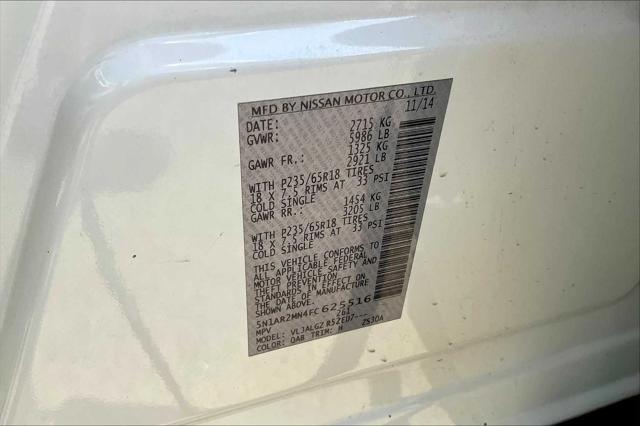 MFD BY NISSAN MOTOR CO., LTD.
DATE: 11/14
GVWR: 2715 KG
5986 LB
GAWR FR.: 1325 KG
2921 LB
WITH P235/65R18 TIRES
18 X 7.5 RIMS AT 33 PSI
COLD SINGLE
GAWR RR.: 1454 KG
3205 LB
WITH P235/65R18 TIRES
18 X 7.5 RIMS AT 33 PSI
COLD SINGLE
THIS VEHICLE CONFORMS TO
ALL APPLICABLE FEDERAL
MOTOR VEHICLE SAFETY AND
THEFT PREVENTION
STANDARDS IN EFFECT ON
THE DATE OF MANUFACTURE
SHOWN ABOVE.
5N1AR2MN4FC625516
MPV 261
MODEL: VLJALGZ R52EU7---
COLOR: QAB TRIM: H ZS30A